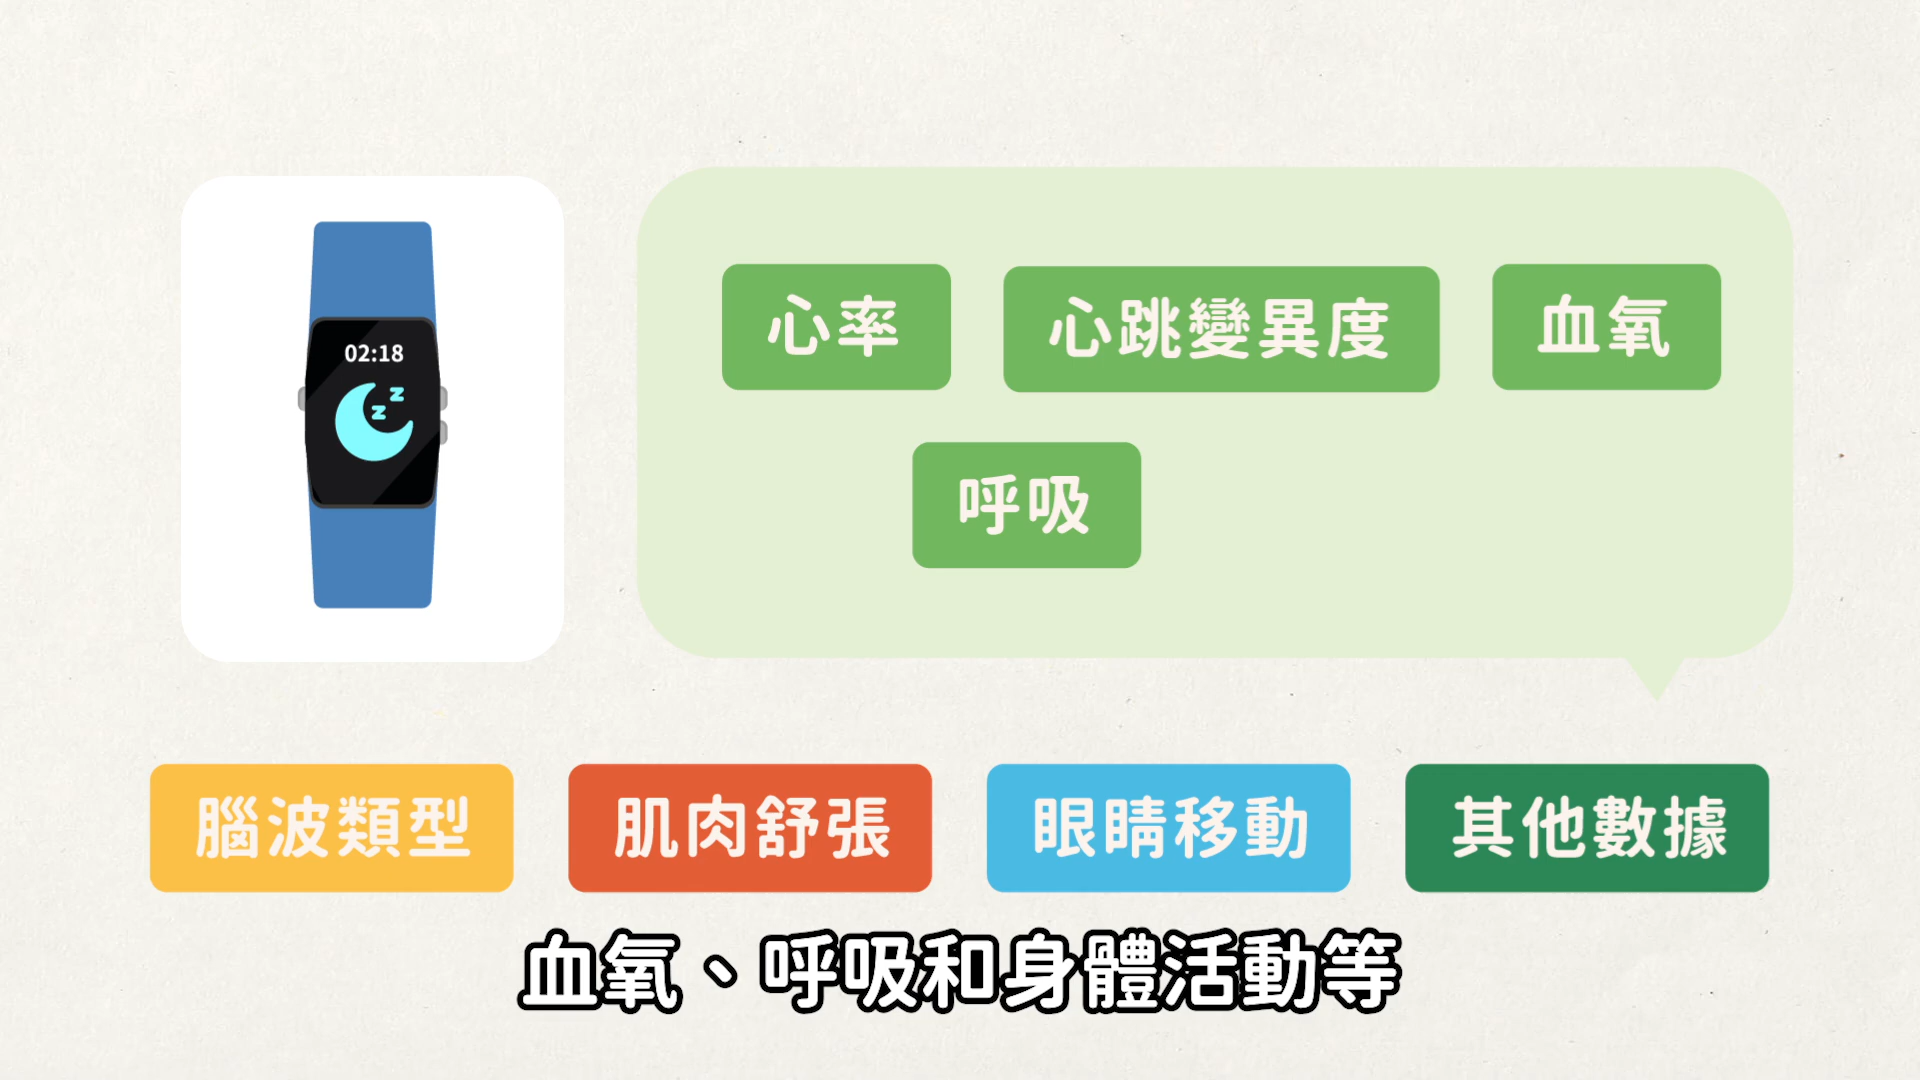 02:18
z
z
心率
心跳變異度
血氧
呼吸
腦波類型
肌肉舒張
眼睛移動
其他數據
血氧、呼吸和身體活動等